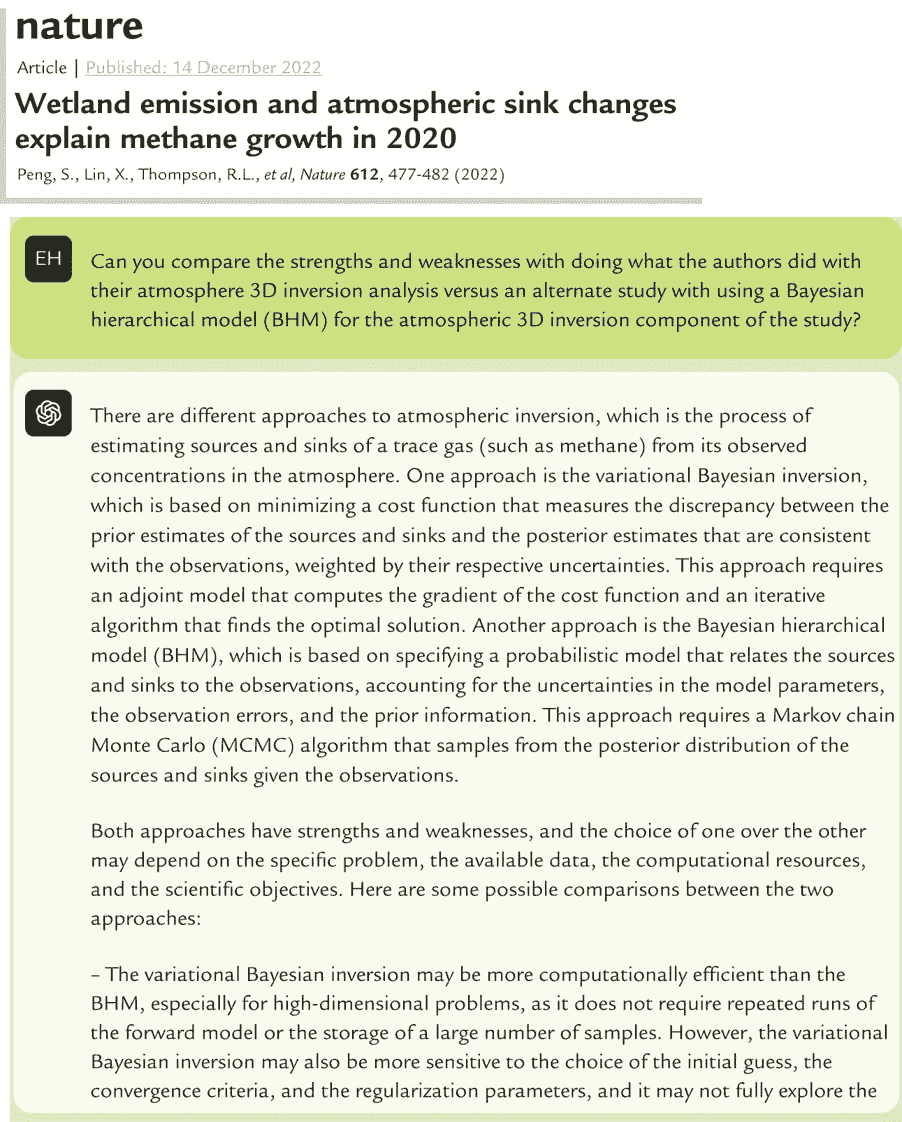 nature
Article | Published: 14 December 2022
Wetland emission and atmospheric sink changes
explain methane growth in 2020
Peng, S., Lin, X., Thompson, R.L., et al, Nature 612, 477-482 (2022)
EH
Can you compare the strengths and weaknesses with doing what the authors did with
their atmosphere 3D inversion analysis versus an alternate study with using a Bayesian
hierarchical model (BHM) for the atmospheric 3D inversion component of the study?
There are different approaches to atmospheric inversion, which is the process of
estimating sources and sinks of a trace gas (such as methane) from its observed
concentrations in the atmosphere. One approach is the variational Bayesian inversion,
which is based on minimizing a cost function that measures the discrepancy between the
prior estimates of the sources and sinks and the posterior estimates that are consistent
with the observations, weighted by their respective uncertainties. This approach requires
an adjoint model that computes the gradient of the cost function and an iterative
algorithm that finds the optimal solution. Another approach is the Bayesian hierarchical
model (BHM), which is based on specifying a probabilistic model that relates the sources
and sinks to the observations, accounting for the uncertainties in the model parameters,
the observation errors, and the prior information. This approach requires a Markov chain
Monte Carlo (MCMC) algorithm that samples from the posterior distribution of the
sources and sinks given the observations.
Both approaches have strengths and weaknesses, and the choice of one over the other
may depend on the specific problem, the available data, the computational resources,
and the scientific objectives. Here are some possible comparisons between the two
approaches:
– The variational Bayesian inversion may be more computationally efficient than the
BHM, especially for high-dimensional problems, as it does not require repeated runs of
the forward model or the storage of a large number of samples. However, the variational
Bayesian inversion may also be more sensitive to the choice of the initial guess, the
convergence criteria, and the regularization parameters, and it may not fully explore the